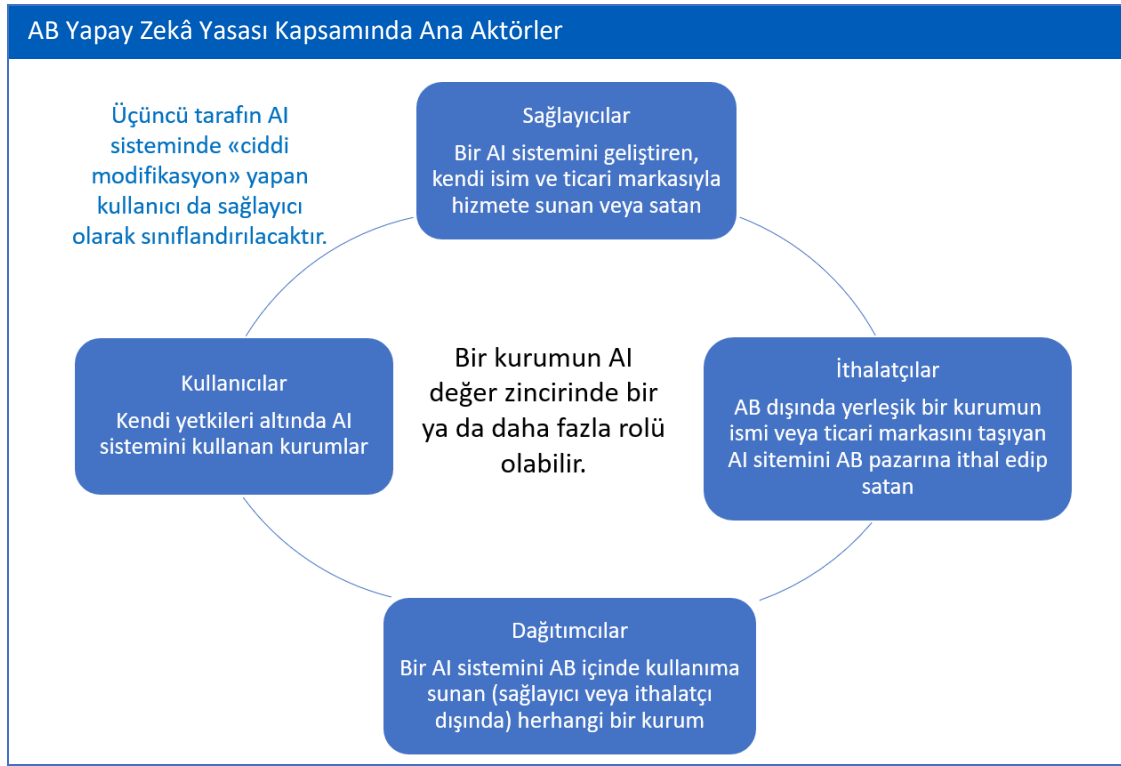 AB Yapay Zekâ Yasası Kapsamında Ana Aktörler
Üçüncü tarafın AI
sisteminde «ciddi
modifikasyon» yapan
kullanıcı da sağlayıcı
olarak sınıflandırılacaktır.
Sağlayıcılar
Bir AI sistemini geliştiren,
kendi isim ve ticari markasıyla
hizmete sunan veya satan
Kullanıcılar
Kendi yetkileri altında AI
sistemini kullanan kurumlar
Bir kurumun AI
değer zincirinde bir
ya da daha fazla rolü
olabilir.
İthalatçılar
AB dışında yerleşik bir kurumun
ismi veya ticari markasını taşıyan
AI sitemini AB pazarına ithal edip
satan
Dağıtımcılar
Bir AI sistemini AB içinde kullanıma
sunan (sağlayıcı veya ithalatçı
dışında) herhangi bir kurum